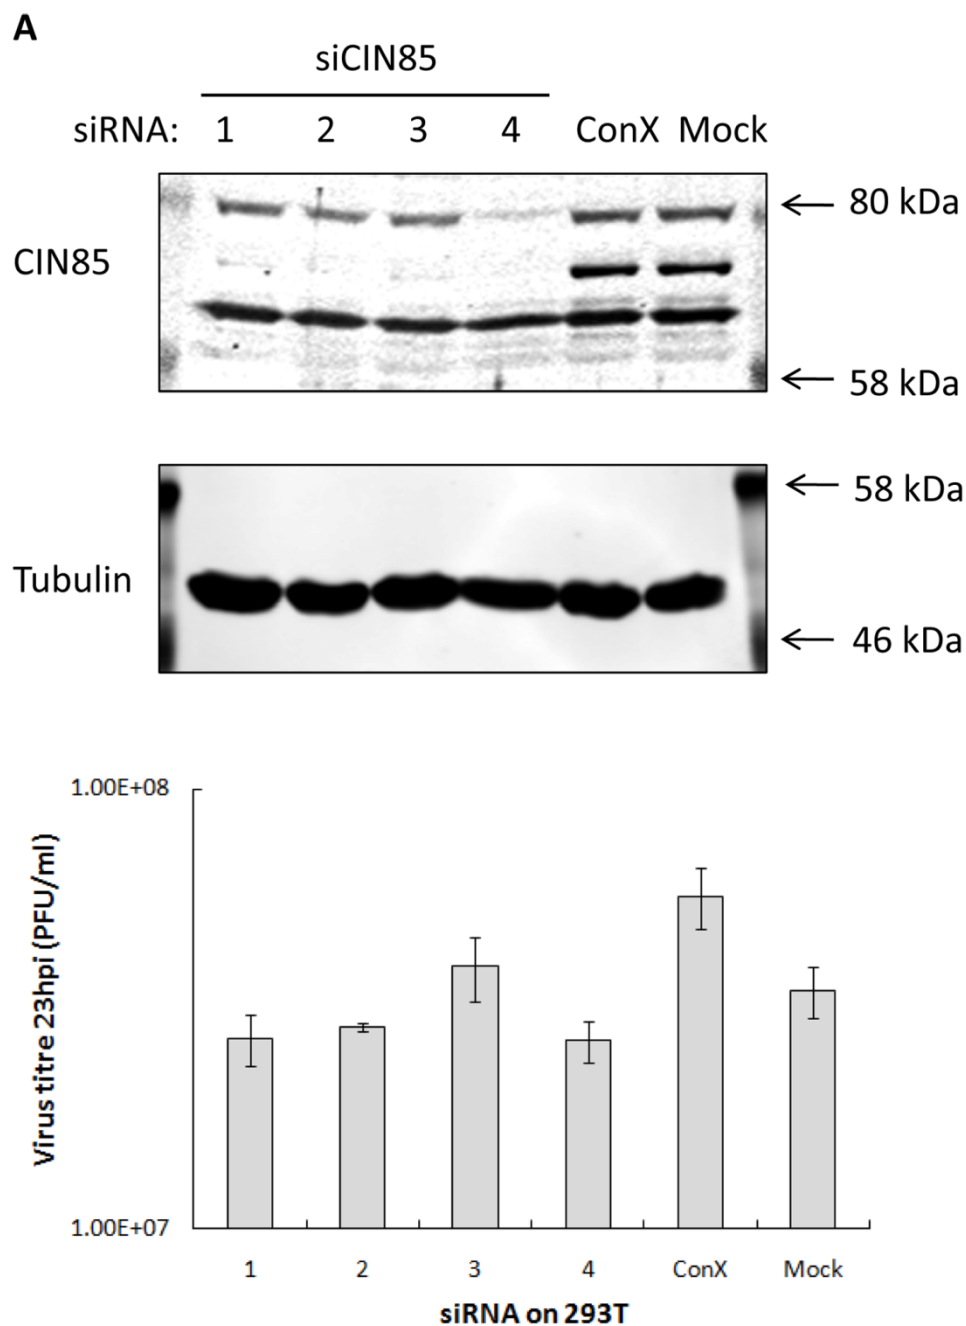 A
siCIN85
siRNA: 1 2 3 4 ConX Mock
80 kDa
CIN85
58 kDa
58 kDa
Tubulin
46 kDa
1.00E+08
Virus titre 23hpi (PFU/ml)
1.00E+07
1 2 3 4 ConX Mock
siRNA on 293T